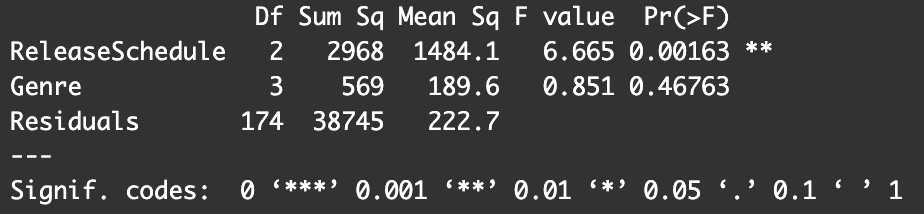 Df Sum Sq Mean Sq F value Pr(>F)
ReleaseSchedule 2 2968 1484.1 6.665 0.00163 **
Genre 3 569 189.6 0.851 0.46763
Residuals 174 38745 222.7
---
Signif. codes: 0 ‘***’ 0.001 ‘**’ 0.01 ‘*’ 0.05 ‘.’ 0.1 ‘ ’ 1